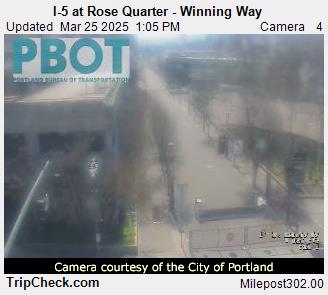 I-5 at Rose Quarter - Winning Way
Updated Mar 25 2025 1:05 PM Camera 4
PBOT
PORTLAND BUREAU OF TRANSPORTATION
Camera courtesy of the City of Portland
TripCheck.com Milepost302.00